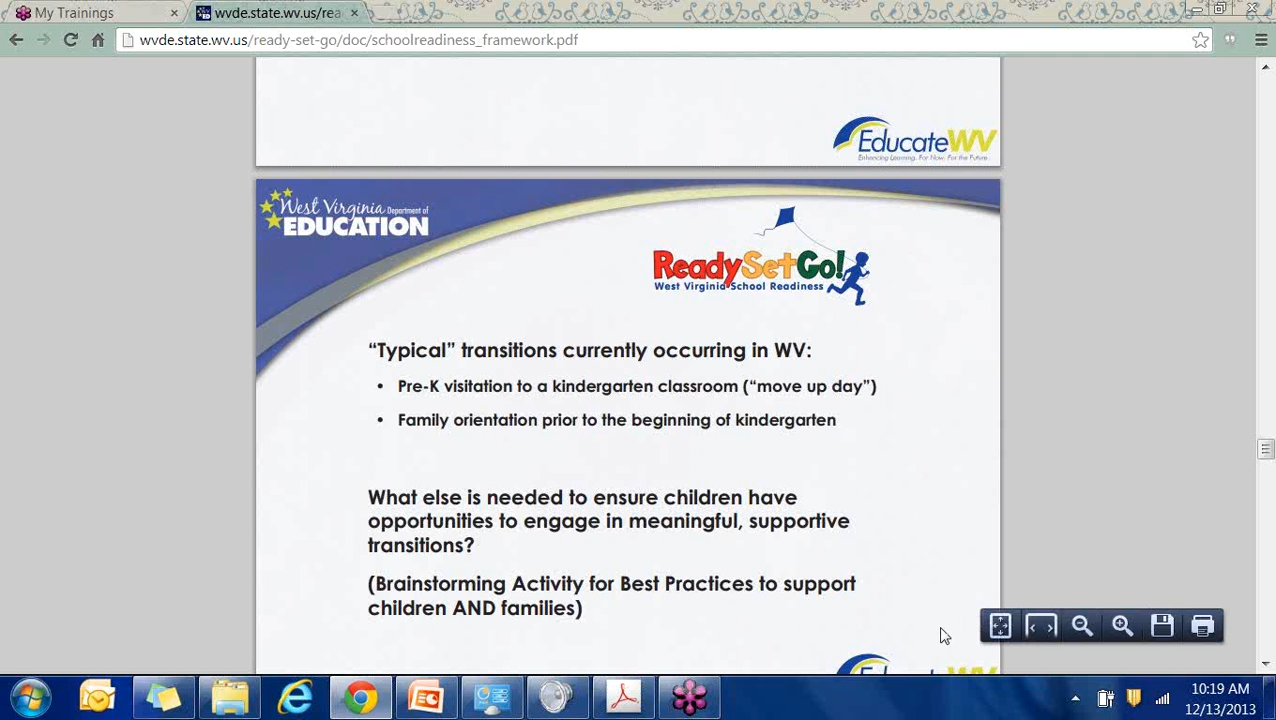 My Trainings
wvde.state.wv.us/rea
wvde.state.wv.us/ready-set-go/doc/schoolreadiness_framework.pdf
EducateWV
Enhancing Learning. For Now. For the Future.
West Virginia Department of
EDUCATION
ReadySetGo!
West Virginia School Readiness
“Typical” transitions currently occurring in WV:
• Pre-K visitation to a kindergarten classroom (“move up day”)
• Family orientation prior to the beginning of kindergarten
What else is needed to ensure children have
opportunities to engage in meaningful, supportive
transitions?
(Brainstorming Activity for Best Practices to support
children AND families)
EducateWV
10:19 AM
12/13/2013